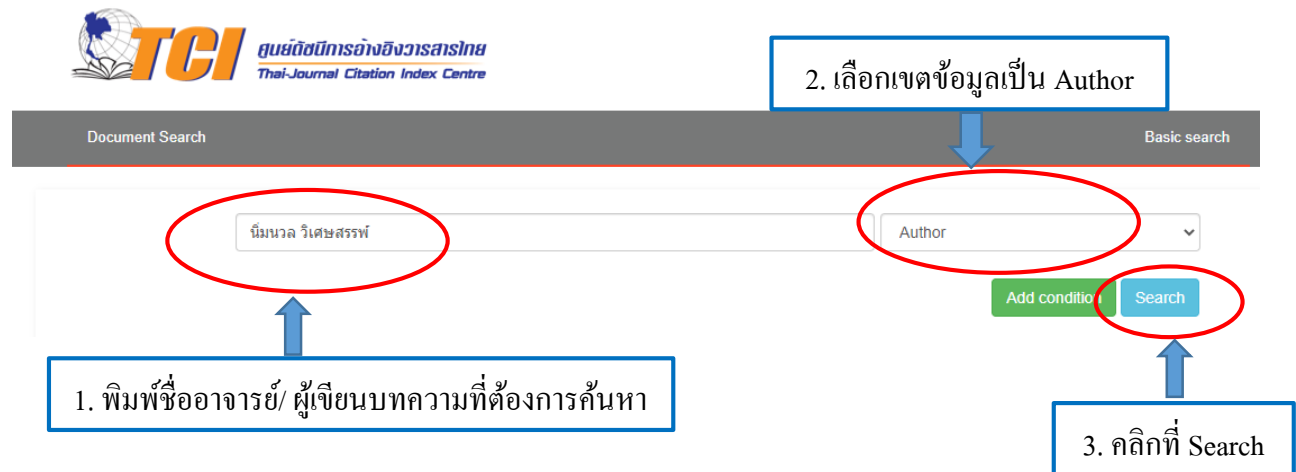 TCI
ศูนย์ดัชนีการอ้างอิงวารสารไทย
Thai-Journal Citation Index Centre
2. เลือกเขตข้อมูลเป็น Author
Document Search
Basic search
นิ่มนวล วิเศษสรรพ์
Author
Add condition
Search
1. พิมพ์ชื่ออาจารย์/ ผู้เขียนบทความที่ต้องการค้นหา
3. คลิกที่ Search